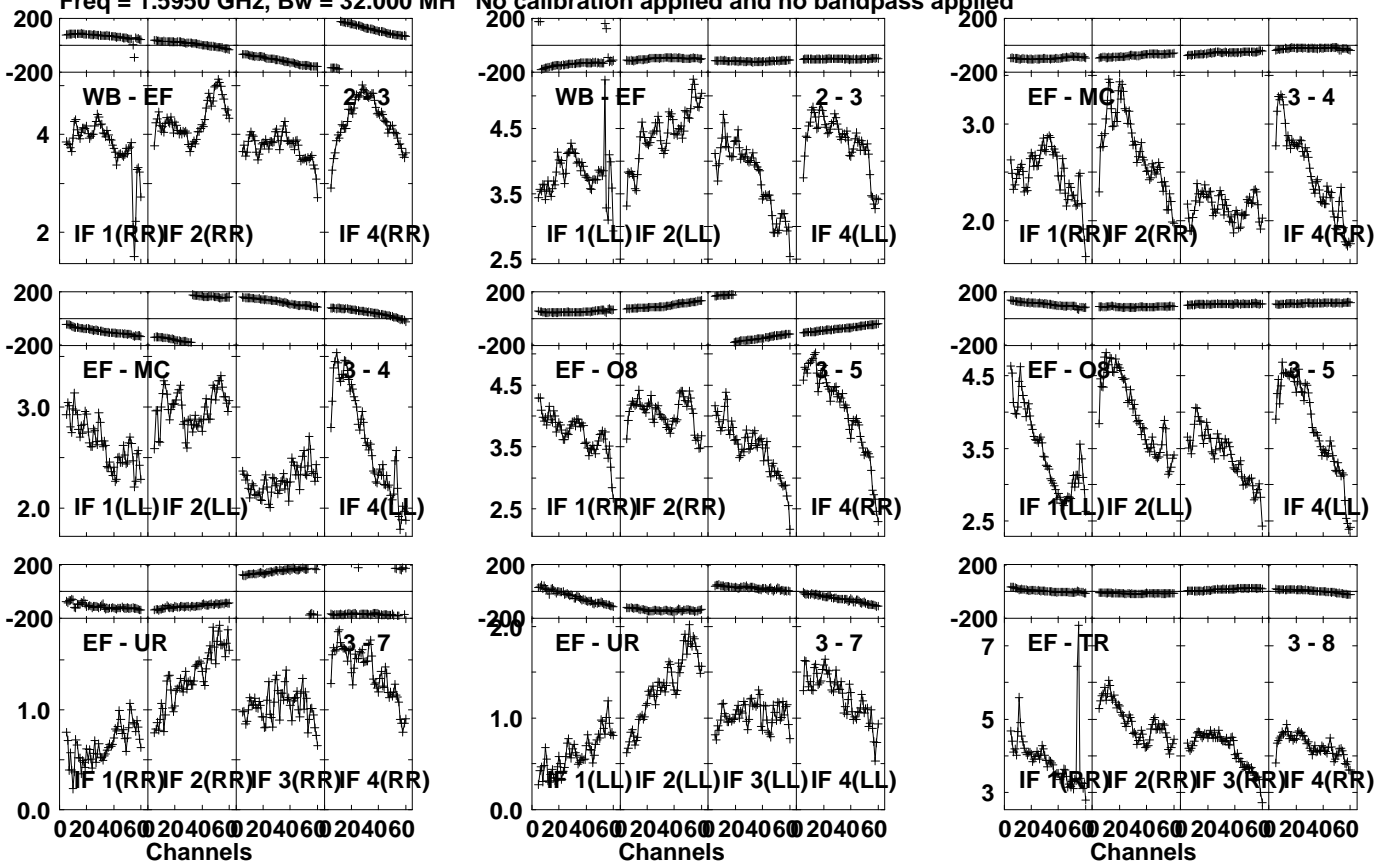 Freq = 1.5950 GHz, Bw = 32.000 MH No calibration applied and no bandpass applied
200
-200
WB - EF 2 - 3
4
2
IF 1(RR) IF 2(RR) IF 4(RR)
200
-200
WB - EF 2 - 3
4.5
3.5
2.5
IF 1(LL) IF 2(LL) IF 4(LL)
200
-200
EF - MC 3 - 4
3.0
2.0
IF 1(RR) IF 2(RR) IF 4(RR)
200
-200
EF - MC 3 - 4
3.0
2.0
IF 1(LL) IF 2(LL) IF 4(LL)
200
-200
EF - O8 3 - 5
4.5
3.5
2.5
IF 1(RR) IF 2(RR) IF 4(RR)
200
-200
EF - O8 3 - 5
4.5
3.5
2.5
IF 1(LL) IF 2(LL) IF 4(LL)
200
-200
EF - UR 3 - 7
1.0
0.0
IF 1(RR) IF 2(RR) IF 3(RR) IF 4(RR)
0 20 40 60 0 20 40 60 0 20 40 60 0 20 40 60
Channels
200
-200
2.0
EF - UR 3 - 7
1.0
0.0
IF 1(LL) IF 2(LL) IF 3(LL) IF 4(LL)
0 20 40 60 0 20 40 60 0 20 40 60 0 20 40 60
Channels
200
-200
EF - TR 3 - 8
7
5
3
IF 1(RR) IF 2(RR) IF 3(RR) IF 4(RR)
0 20 40 60 0 20 40 60 0 20 40 60 0 20 40 60
Channels